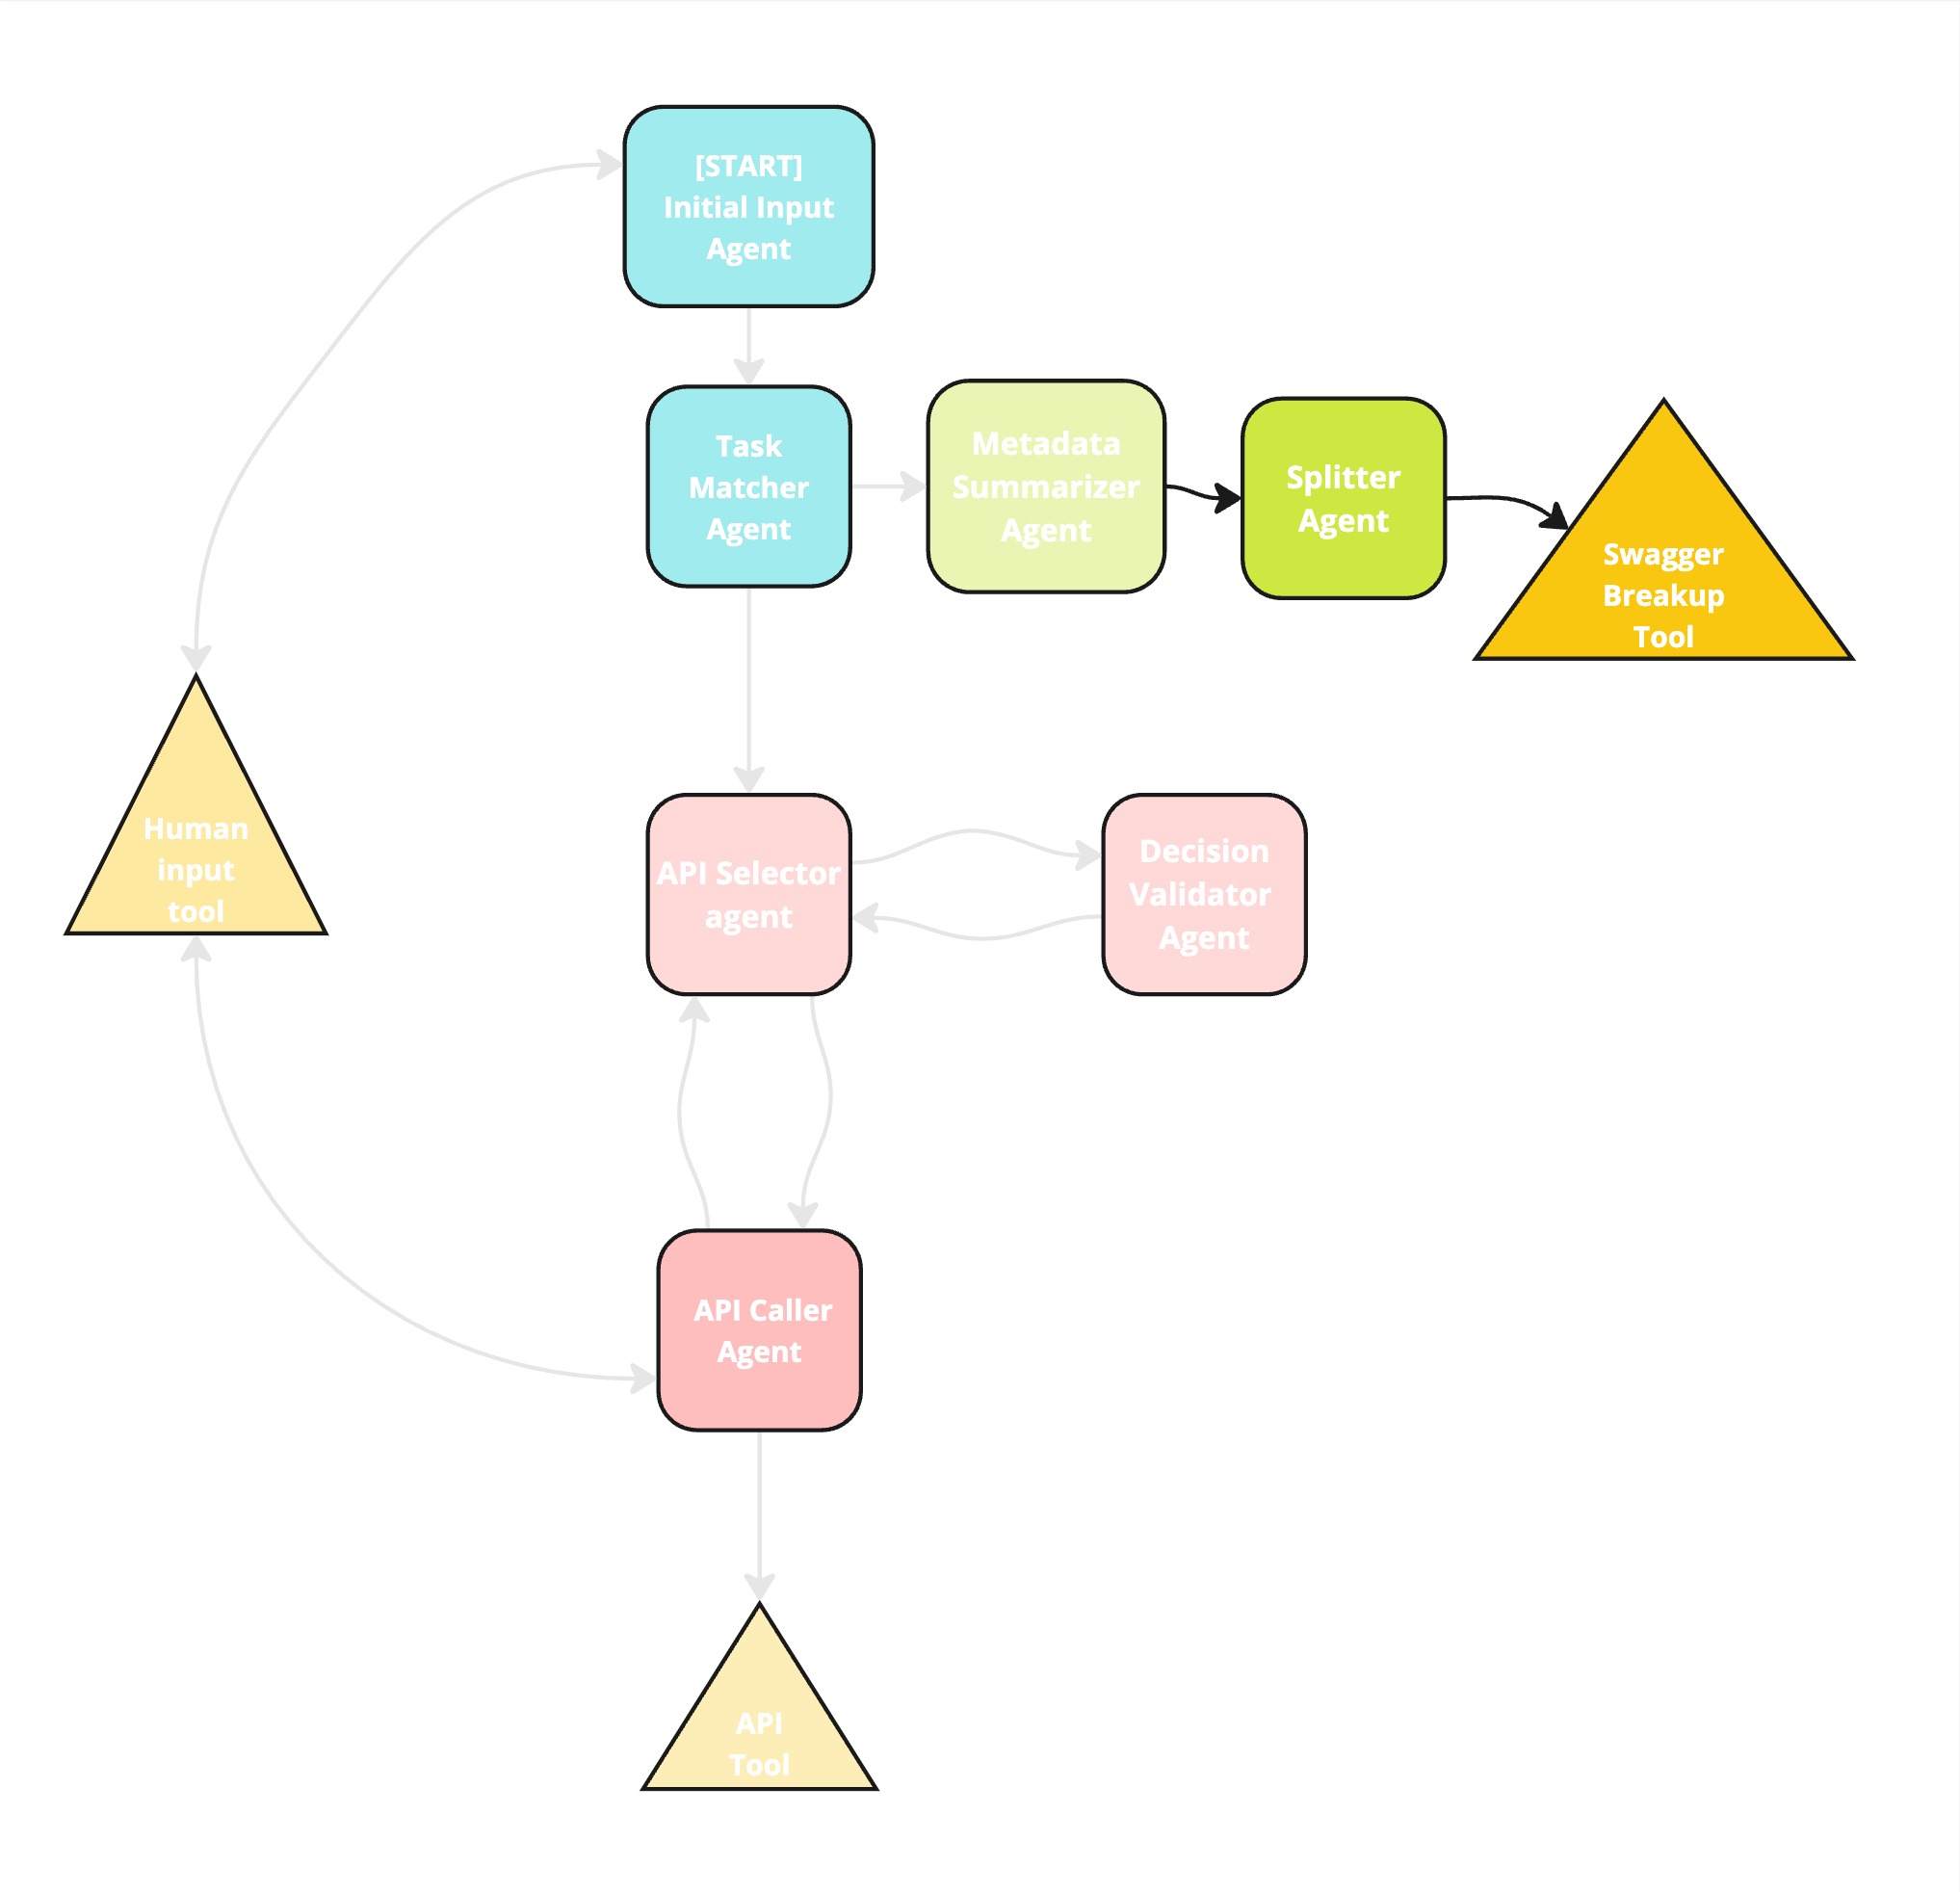 [START]
Initial Input
Agent
Task
Matcher
Agent
Metadata
Summarizer
Agent
Splitter
Agent
Swagger
Breakup
Tool
Human
input
tool
API Selector
agent
Decision
Validator
Agent
API Caller
Agent
API
Tool